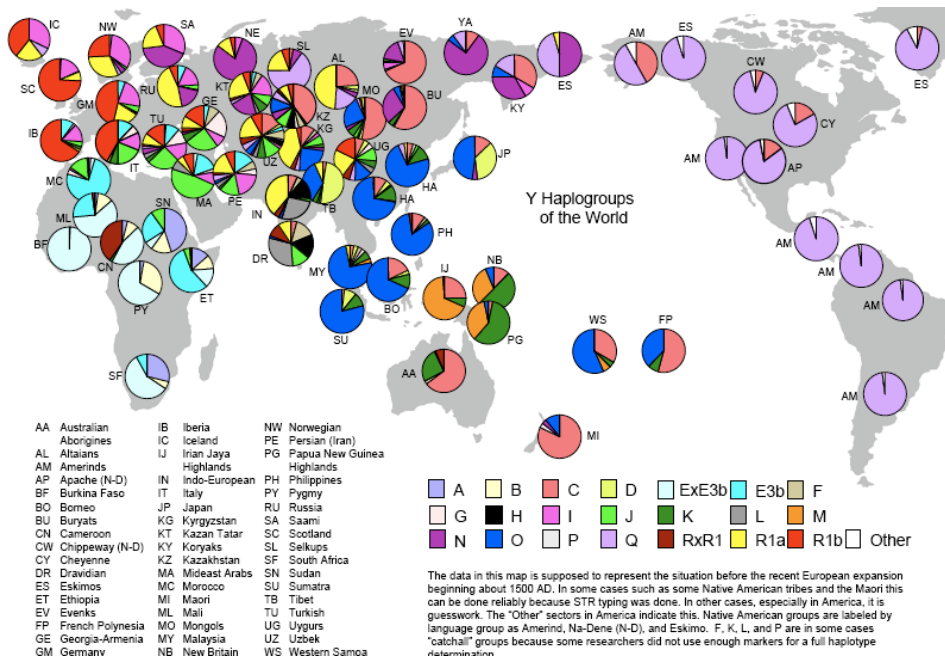 IC
NW
SA
NE
SL
EV
YA
AM
ES
ES
SC
RU
KT
AL
MO
BU
KY
ES
CW
GM
GE
KZ
CY
IB
TU
KG
UZ
UG
JP
AM
AP
IT
HA
MC
MA
PE
IN
TB
HA
Y Haplogroups
of the World
ML
SN
BF
CN
DR
PH
AM
PY
ET
MY
BO
IJ
NB
AM
AM
SU
PG
WS
FP
SF
AA
AM
MI
AA Australian
Aborigines
AL Altaians
AM Amerinds
AP Apache (N-D)
BF Burkina Faso
BO Borneo
BU Buryats
CN Cameroon
CW Chippeway (N-D)
CY Cheyenne
DR Dravidian
ES Eskimos
ET Ethiopia
EV Evenks
FP French Polynesia
GE Georgia-Armenia
GM Germany
IB Iberia
IC Iceland
IJ Irian Jaya
Highlands
IN Indo-European
IT Italy
JP Japan
KG Kyrgyzstan
KT Kazan Tatar
KY Koryaks
KZ Kazakhstan
MA Mideast Arabs
MC Morocco
MI Maori
ML Mali
MO Mongols
MY Malaysia
NB New Britain
NW Norwegian
PE Persian (Iran)
PG Papua New Guinea
Highlands
PH Philippines
PY Pygmy
RU Russia
SA Saami
SC Scotland
SL Selkups
SF South Africa
SN Sudan
SU Sumatra
TB Tibet
TU Turkish
UG Uygurs
UZ Uzbek
WS Western Samoa
A B C D ExE3b E3b F
G H I J K L M
N O P Q RxR1 R1a R1b Other
The data in this map is supposed to represent the situation before the recent European expansion
beginning about 1500 AD. In some cases such as some Native American tribes and the Maori this
can be done reliably because STR typing was done. In other cases, especially in America, it is
guesswork. The "Other" sectors in America indicate this. Native American groups are labeled by
language group as Amerind, Na-Dene (N-D), and Eskimo. F, K, L, and P are in some cases
"catchall" groups because some researchers did not use enough markers for a full haplotype
determination.